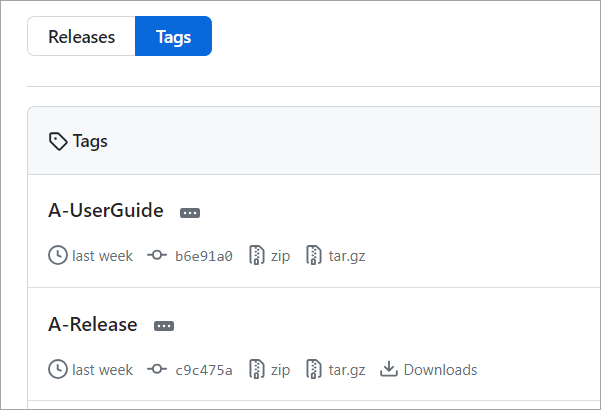 Releases Tags
Tags
A-UserGuide
last week b6e91a0 zip tar.gz
A-Release
last week c9c475a zip tar.gz Downloads